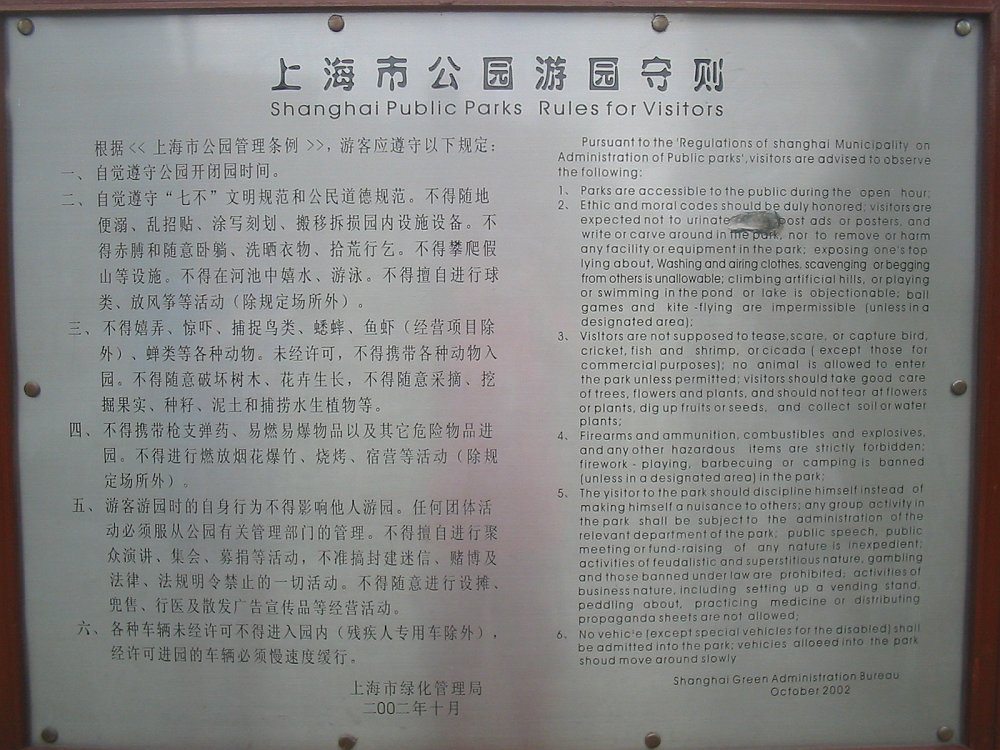 上海市公园游园守则
Shanghai Public Parks Rules for Visitors
根据<< 上海市公园管理条例 >>，游客应遵守以下规定：
一、自觉遵守公园开闭园时间。
二、自觉遵守“七不”文明规范和公民道德规范。不得随地
便溺、乱招贴、涂写刻划、搬移拆损园内设施设备。不
得赤膊和随意卧躺、洗晒衣物、拾荒行乞。不得攀爬假
山等设施。不得在河池中嬉水、游泳。不得擅自进行球
类、放风筝等活动（除规定场所外）。
三、不得嬉弄、惊吓、捕捉鸟类、蟋蟀、鱼虾（经营项目除
外）、蝉类等各种动物。未经许可，不得携带各种动物入
园。不得随意破坏树木、花卉生长，不得随意采摘、挖
掘果实、种籽、泥土和捕捞水生植物等。
四、不得携带枪支弹药、易燃易爆物品以及其它危险物品进
园。不得进行燃放烟花爆竹、烧烤、宿营等活动（除规
定场所外）。
五、游客游园时的自身行为不得影响他人游园。任何团体活
动必须服从公园有关管理部门的管理。不得擅自进行聚
众演讲、集会、募捐等活动，不准搞封建迷信、赌博及
法律、法规明令禁止的一切活动。不得随意进行设摊、
兜售、行医及散发广告宣传品等经营活动。
六、各种车辆未经许可不得进入园内（残疾人专用车除外），
经许可进园的车辆必须慢速度缓行。
上海市绿化管理局
二00二年十月
Pursuant to the 'Regulations of shanghai Municipality on
Administration of Public parks', visitors are advised to observe
the following:
1、Parks are accessible to the public during the open hour;
2、Ethic and moral codes should be duly honored; visitors are
expected not to urinate post ads or posters, and
write or carve around in the park, nor to remove or harm
any facility or equipment in the park; exposing one's top
lying about, Washing and airing clothes, scavenging or begging
from others is unallowable; climbing artificial hills, or playing
or swimming in the pond or lake is objectionable; ball
games and kite-flying are impermissible (unless in a
designated area);
3、Visitors are not supposed to tease, scare, or capture bird,
cricket, fish and shrimp, or cicada (except those for
commercial purposes); no animal is allowed to enter
the park unless permitted; visitors should take good care
of trees, flowers and plants, and should not tear at flowers
or plants, dig up fruits or seeds, and collect soil or water
plants;
4、Firearms and ammunition, combustibles and explosives,
and any other hazardous items are strictly forbidden;
firework-playing, barbecuing or camping is banned
(unless in a designated area) in the park;
5、The yisitor to the park should discipline himself instead of
making himself a nuisance to others; any group activity in
the park shall be subject to the administration of the
relevant department of the park; public speech, public
meeting or fund-raising of any nature is inexpedient;
activities of feudalistic and superstitious nature, gambling
and those banned under law are prohibited; activities of
business nature, including setting up a vending stand,
peddling about, practicing medicine or distributing
propaganda sheets are not allowed;
6、No vehicle (except special vehicles for the disabled) shall
be admitted into the park; vehicles alloeed into the park
shoud move around slowly
Shanghai Green Administration Bureau
October 2002